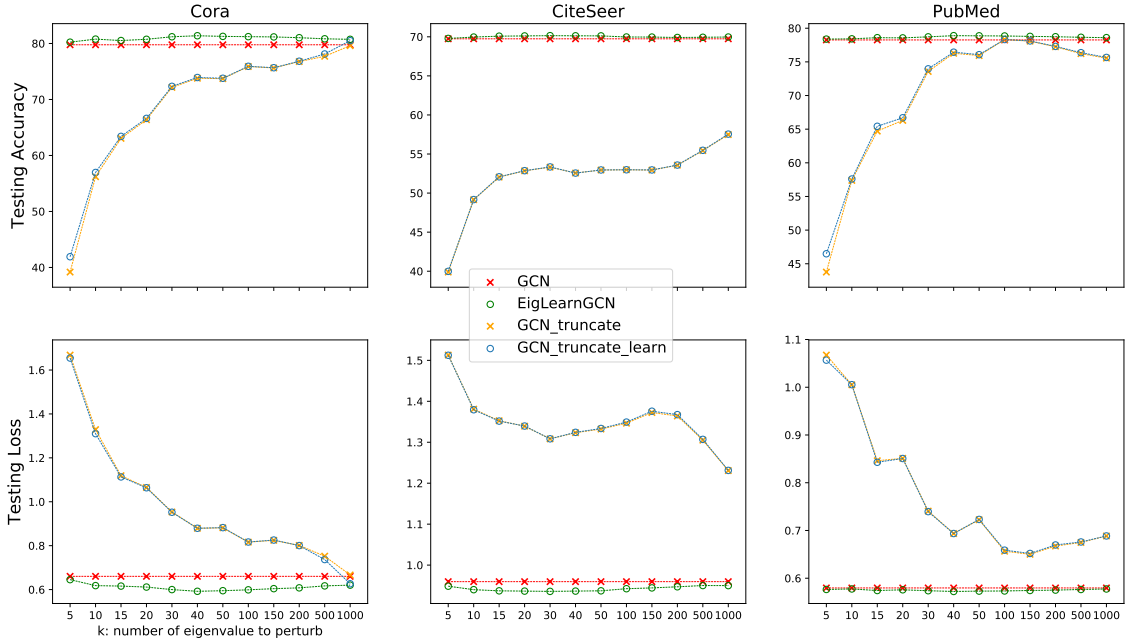 Cora
CiteSeer
PubMed
Testing Accuracy
80
70
60
50
40
70
65
60
55
50
45
40
80
75
70
65
60
55
50
45
GCN
EigLearnGCN
GCN_truncate
GCN_truncate_learn
Testing Loss
1.6
1.4
1.2
1.0
0.8
0.6
1.5
1.4
1.3
1.2
1.1
1.0
1.1
1.0
0.9
0.8
0.7
0.6
5 10 15 20 30 40 50 100 150 200 500 1000
5 10 15 20 30 40 50 100 150 200 500 1000
5 10 15 20 30 40 50 100 150 200 500 1000
k: number of eigenvalue to perturb